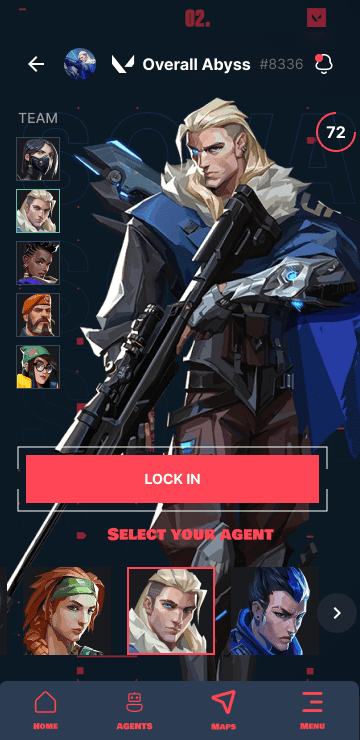 02.
Overall Abyss #8336
TEAM
72
LOCK IN
Select your agent
Home
Agents
Maps
Menu